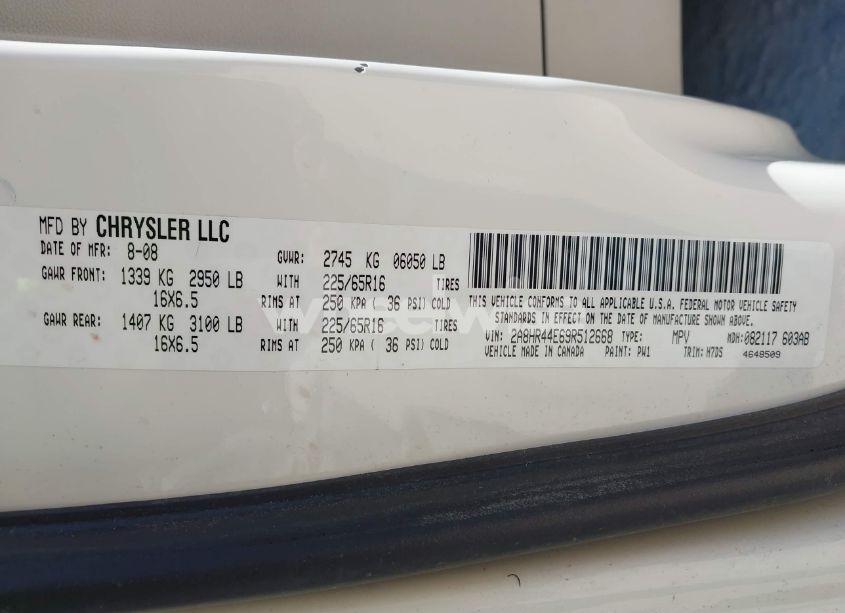 MFD BY CHRYSLER LLC
DATE OF MFR: 8-08 GVWR: 2745 KG 06050 LB
GAWR FRONT: 1339 KG 2950 LB WITH 225/65R16 TIRES
16X6.5 RIMS AT 250 KPA ( 36 PSI) COLD
GAWR REAR: 1407 KG 3100 LB WITH 225/65R16 TIRES
16X6.5 RIMS AT 250 KPA ( 36 PSI) COLD
THIS VEHICLE CONFORMS TO ALL APPLICABLE U.S.A. FEDERAL MOTOR VEHICLE SAFETY
STANDARDS IN EFFECT ON THE DATE OF MANUFACTURE SHOWN ABOVE.
VIN: 2A8HR44E69R512668 TYPE: MPV MDH: 082117 603AB
VEHICLE MADE IN CANADA PAINT: PW1 TRIM: H7DS 4648509